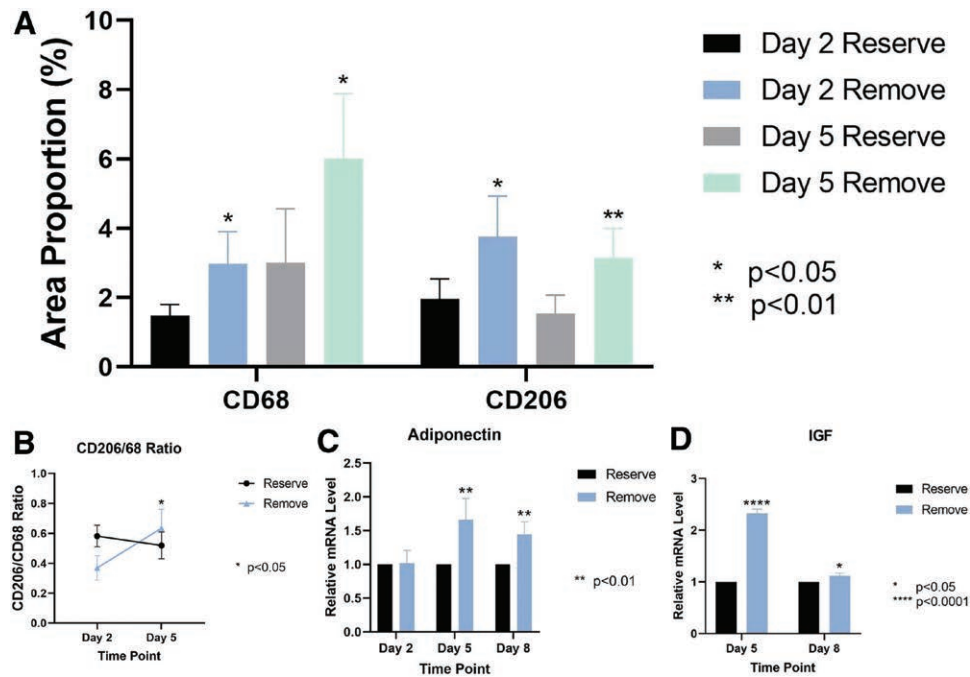 A
Area Proportion (%)
10
8
6
4
2
0
*
*
*
**
CD68
CD206
Day 2 Reserve
Day 2 Remove
Day 5 Reserve
Day 5 Remove
* p<0.05
** p<0.01
B
CD206/68 Ratio
CD206/CD68 Ratio
1.0
0.8
0.6
0.4
0.2
0.0
*
Day 2
Day 5
Time Point
Reserve
Remove
* p<0.05
C
Adiponectin
Relative mRNA Level
2.5
2.0
1.5
1.0
0.5
0.0
**
**
Day 2
Day 5
Day 8
Time Point
Reserve
Remove
** p<0.01
D
IGF
Relative mRNA Level
3
2
1
0
****
*
Day 5
Day 8
Time Point
Reserve
Remove
* p<0.05
**** p<0.0001